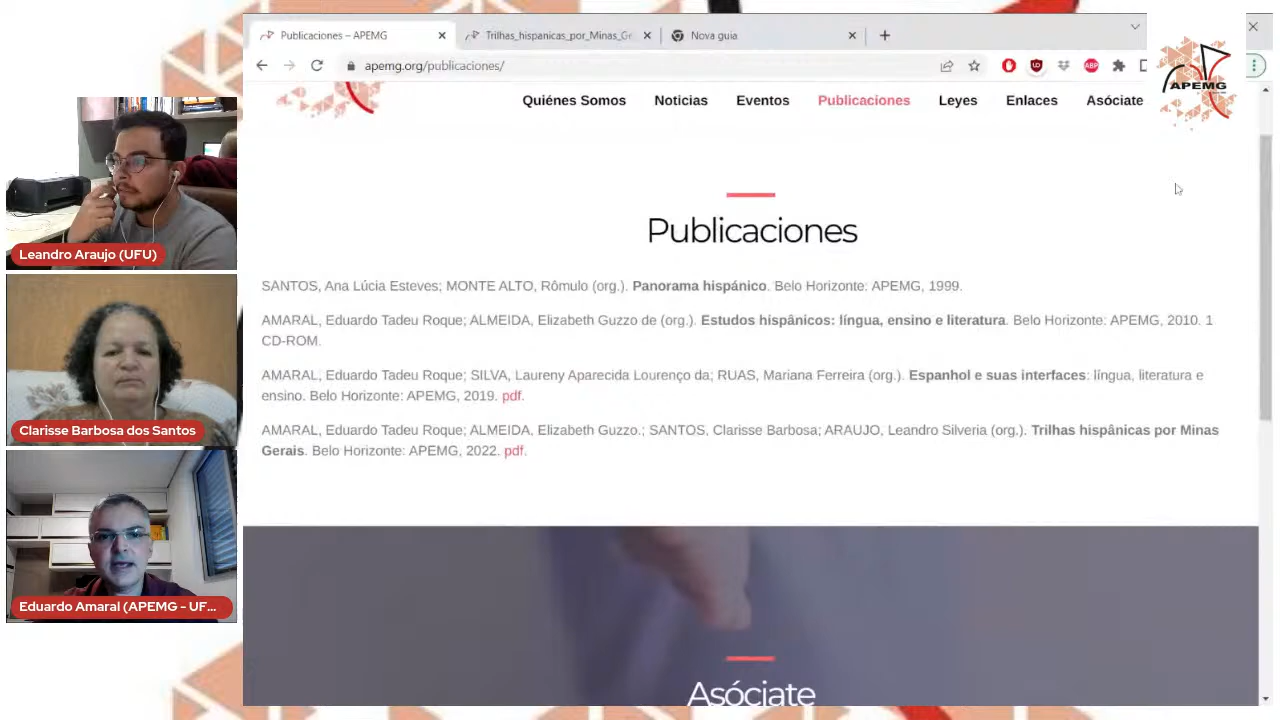 Publicaciones – APEMG
Trilhas_hispanicas_por_Minas_Ge
Nova guia
apemg.org/publicaciones/
ABP
APEMG
Quiénes Somos
Noticias
Eventos
Publicaciones
Leyes
Enlaces
Asóciate
Publicaciones
SANTOS, Ana Lúcia Esteves; MONTE ALTO, Rômulo (org.). Panorama hispánico. Belo Horizonte: APEMG, 1999.
AMARAL, Eduardo Tadeu Roque; ALMEIDA, Elizabeth Guzzo de (org.). Estudos hispânicos: língua, ensino e literatura. Belo Horizonte: APEMG, 2010. 1
CD-ROM.
AMARAL, Eduardo Tadeu Roque; SILVA, Laureny Aparecida Lourenço da; RUAS, Mariana Ferreira (org.). Espanhol e suas interfaces: língua, literatura e
ensino. Belo Horizonte: APEMG, 2019. pdf.
AMARAL, Eduardo Tadeu Roque; ALMEIDA. Elizabeth Guzzo.; SANTOS, Clarisse Barbosa; ARAUJO, Leandro Silveria (org.). Trilhas hispânicas por Minas
Gerais. Belo Horizonte: APEMG, 2022. pdf.
Asóciate
Leandro Araujo (UFU)
Clarisse Barbosa dos Santos
Eduardo Amaral (APEMG - UF...